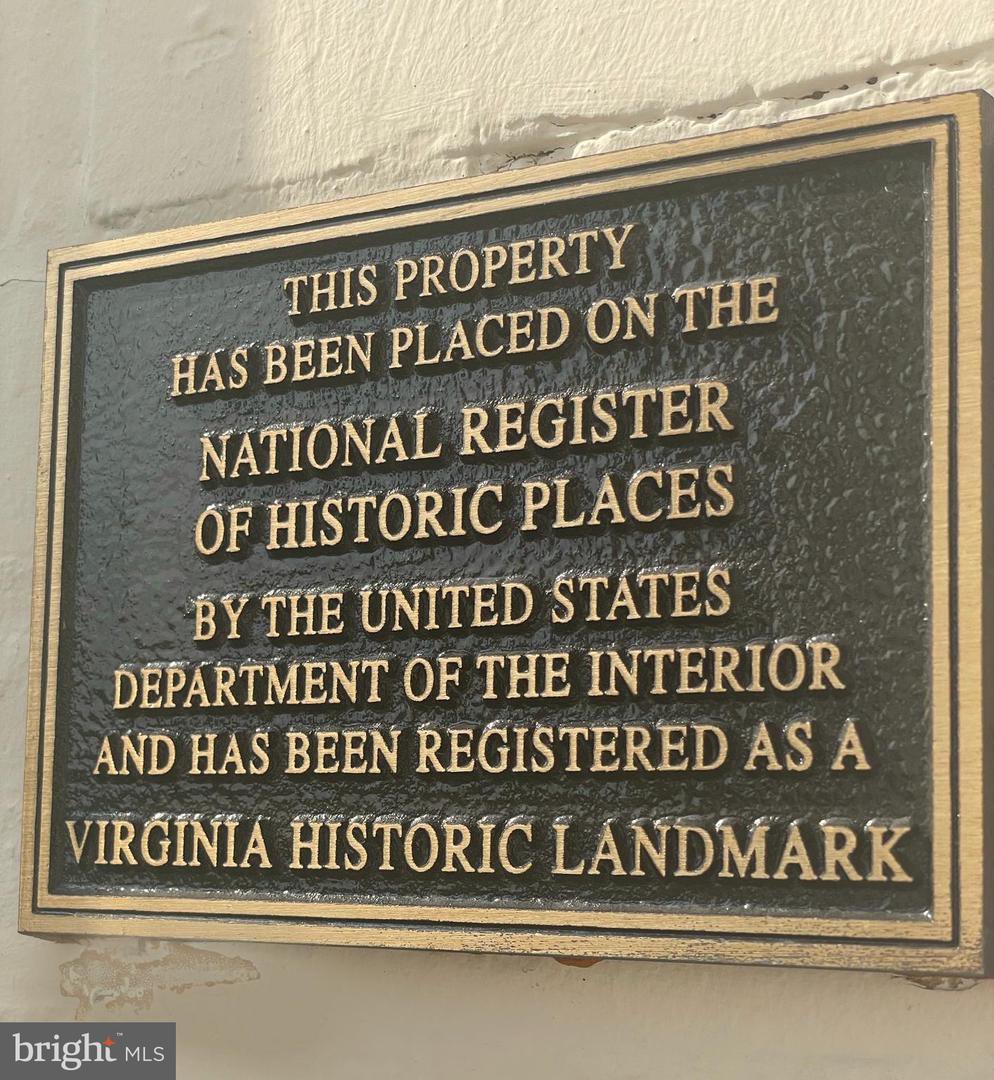 THIS PROPERTY
HAS BEEN PLACED ON THE
NATIONAL REGISTER
OF HISTORIC PLACES
BY THE UNITED STATES
DEPARTMENT OF THE INTERIOR
AND HAS BEEN REGISTERED AS A
VIRGINIA HISTORIC LANDMARK
bright™ MLS